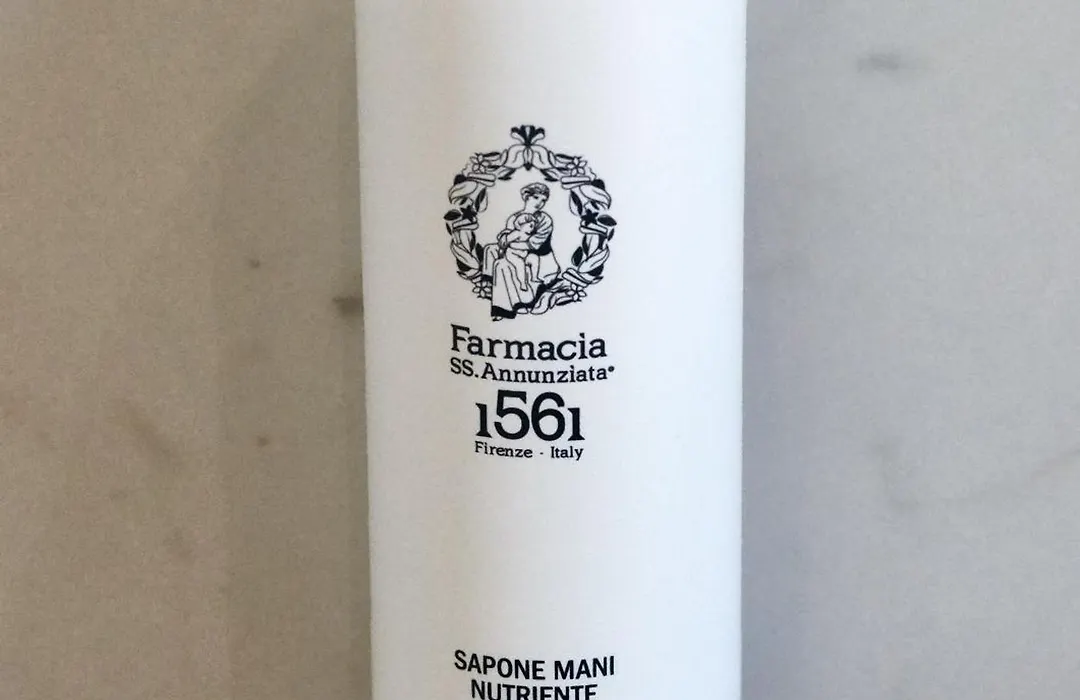 Farmacia
SS.Annunziata®
1561
Firenze - Italy
SAPONE MANI
NUTRIENTE